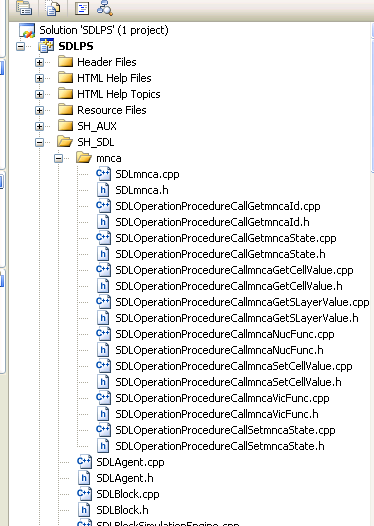 Solution 'SDLPS' (1 project)
SDLPS
Header Files
HTML Help Files
HTML Help Topics
Resource Files
SH_AUX
SH_SDL
mnca
SDLmnca.cpp
SDLmnca.h
SDLOperationProcedureCallGetmncaId.cpp
SDLOperationProcedureCallGetmncaId.h
SDLOperationProcedureCallGetmncaState.cpp
SDLOperationProcedureCallGetmncaState.h
SDLOperationProcedureCallmncaGetCellValue.cpp
SDLOperationProcedureCallmncaGetCellValue.h
SDLOperationProcedureCallmncaGetSLayerValue.cpp
SDLOperationProcedureCallmncaGetSLayerValue.h
SDLOperationProcedureCallmncaNucFunc.cpp
SDLOperationProcedureCallmncaNucFunc.h
SDLOperationProcedureCallmncaSetCellValue.cpp
SDLOperationProcedureCallmncaSetCellValue.h
SDLOperationProcedureCallmncaVicFunc.cpp
SDLOperationProcedureCallmncaVicFunc.h
SDLOperationProcedureCallSetmncaState.cpp
SDLOperationProcedureCallSetmncaState.h
SDLAgent.cpp
SDLAgent.h
SDLBlock.cpp
SDLBlock.h
SDLBlockSimulationEngine.cpp